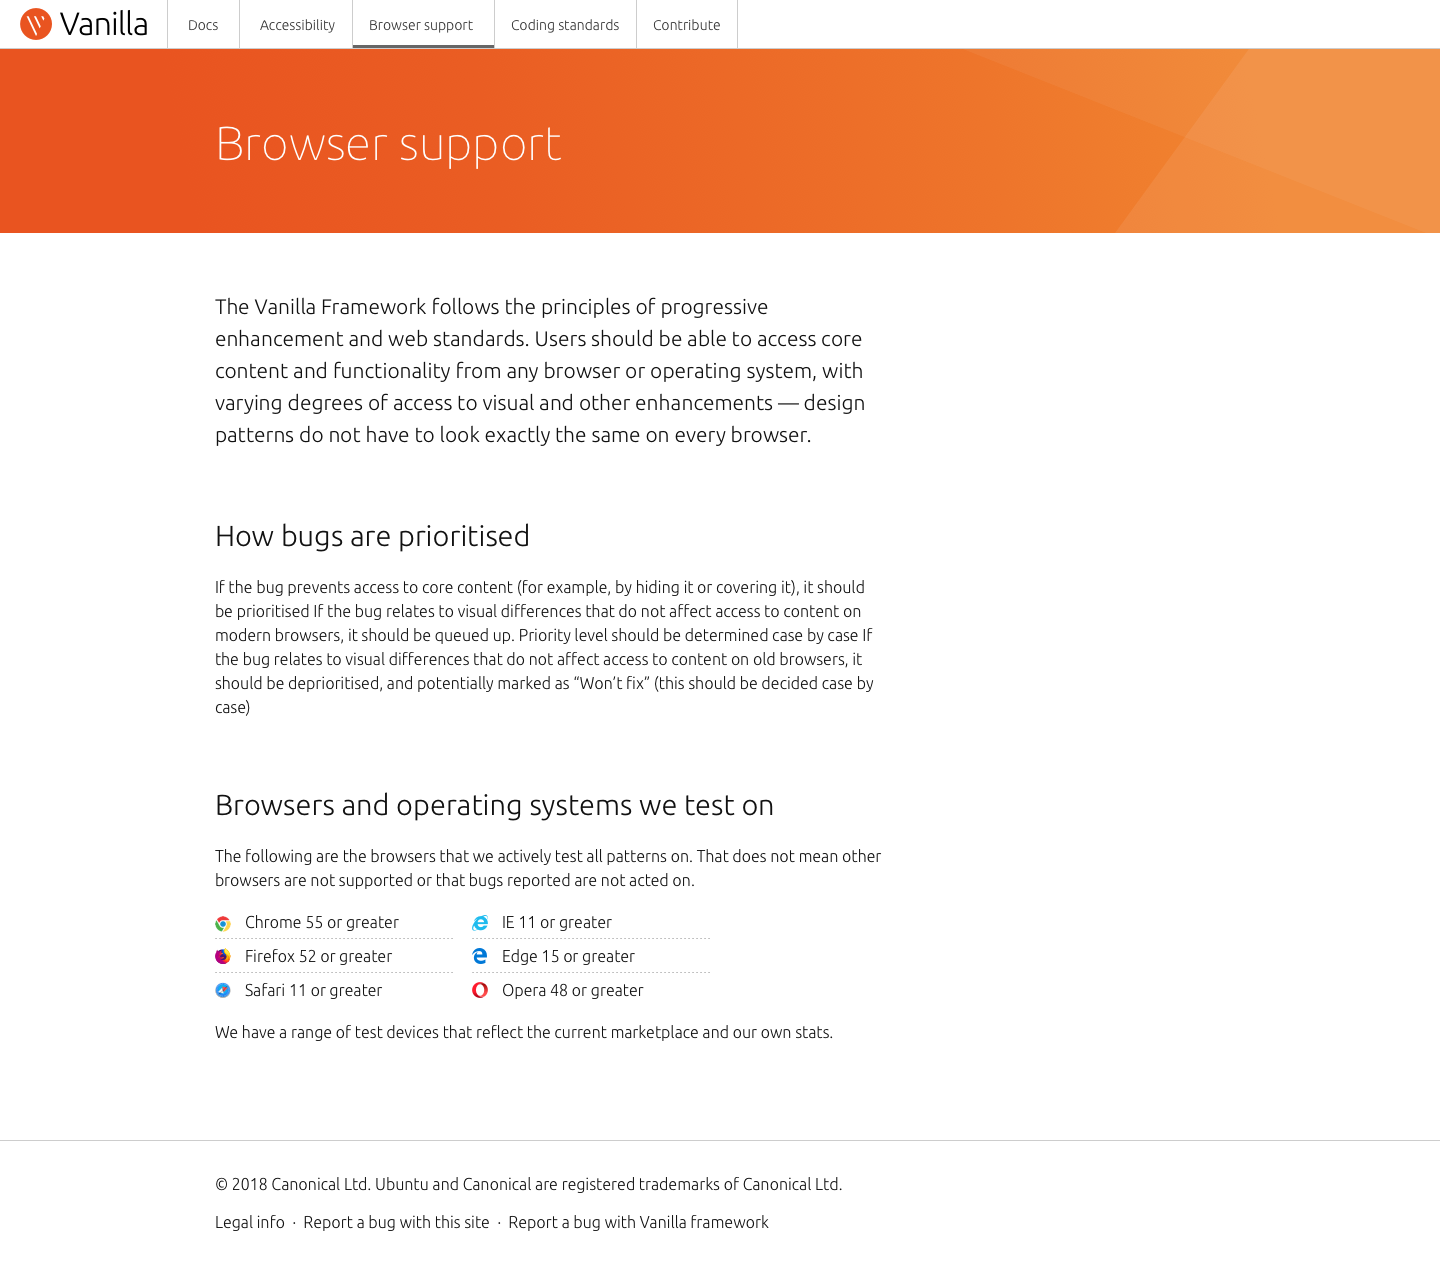 Vanilla
Docs
Accessibility
Browser support
Coding standards
Contribute
Browser support
The Vanilla Framework follows the principles of progressive
enhancement and web standards. Users should be able to access core
content and functionality from any browser or operating system, with
varying degrees of access to visual and other enhancements — design
patterns do not have to look exactly the same on every browser.
How bugs are prioritised
If the bug prevents access to core content (for example, by hiding it or covering it), it should
be prioritised If the bug relates to visual differences that do not affect access to content on
modern browsers, it should be queued up. Priority level should be determined case by case If
the bug relates to visual differences that do not affect access to content on old browsers, it
should be deprioritised, and potentially marked as “Won’t fix” (this should be decided case by
case)
Browsers and operating systems we test on
The following are the browsers that we actively test all patterns on. That does not mean other
browsers are not supported or that bugs reported are not acted on.
Chrome 55 or greater
IE 11 or greater
Firefox 52 or greater
Edge 15 or greater
Safari 11 or greater
Opera 48 or greater
We have a range of test devices that reflect the current marketplace and our own stats.
© 2018 Canonical Ltd. Ubuntu and Canonical are registered trademarks of Canonical Ltd.
Legal info · Report a bug with this site · Report a bug with Vanilla framework